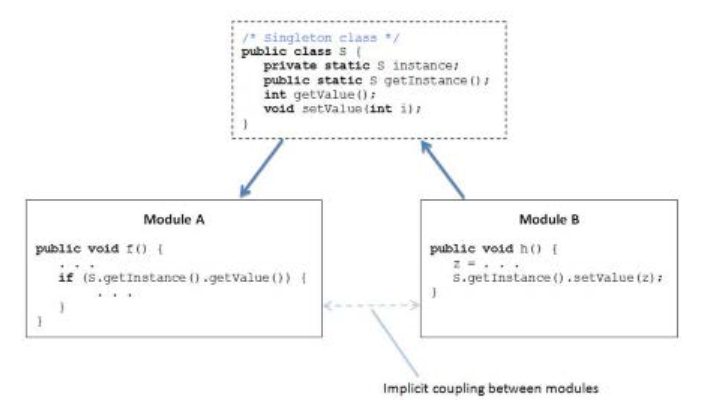 /* Singleton class */
public class S {
private static S instance;
public static S getInstance();
int getValue();
void setValue(int i);
}
Module A
public void f() {
. . .
if (S.getInstance().getValue()) {
. . .
}
}
Module B
public void h() {
z = . . .
S.getInstance().setValue(z);
}
Implicit coupling between modules